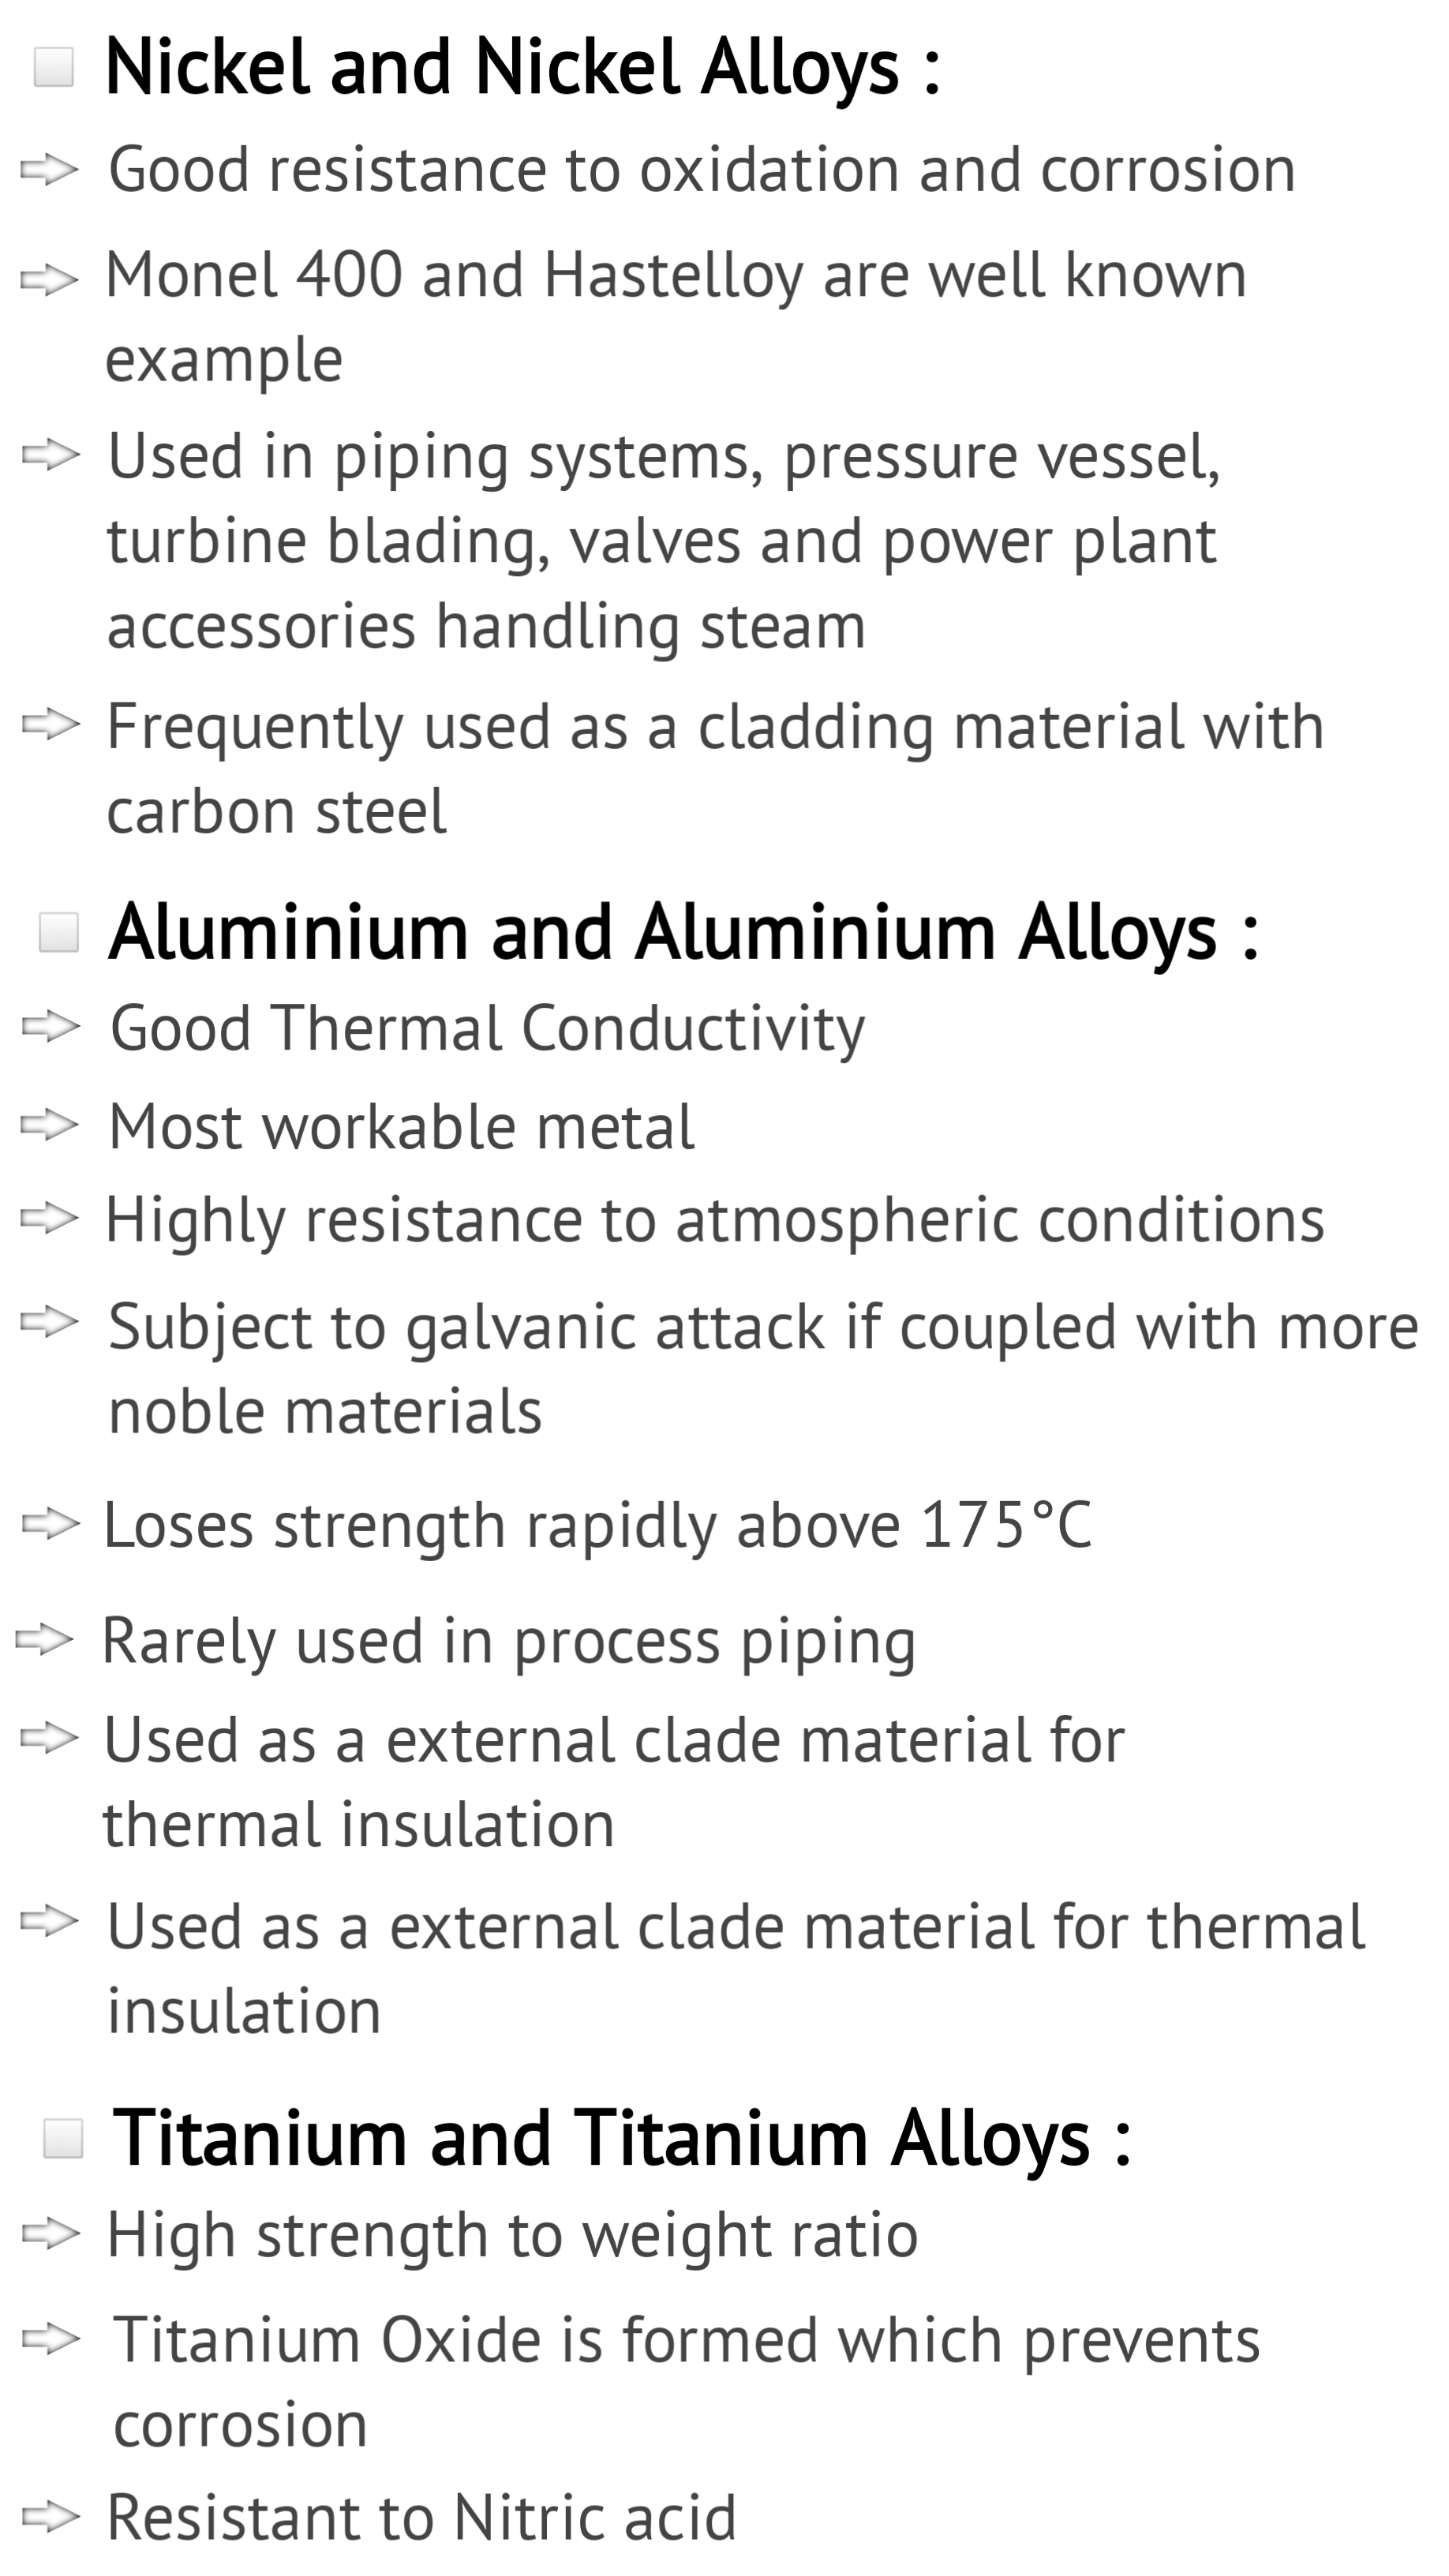 Nickel and Nickel Alloys :
Good resistance to oxidation and corrosion
Monel 400 and Hastelloy are well known
example
Used in piping systems, pressure vessel,
turbine blading, valves and power plant
accessories handling steam
Frequently used as a cladding material with
carbon steel
Aluminium and Aluminium Alloys :
Good Thermal Conductivity
Most workable metal
Highly resistance to atmospheric conditions
Subject to galvanic attack if coupled with more
noble materials
Loses strength rapidly above 175°C
Rarely used in process piping
Used as a external clade material for
thermal insulation
Used as a external clade material for thermal
insulation
Titanium and Titanium Alloys :
High strength to weight ratio
Titanium Oxide is formed which prevents
corrosion
Resistant to Nitric acid